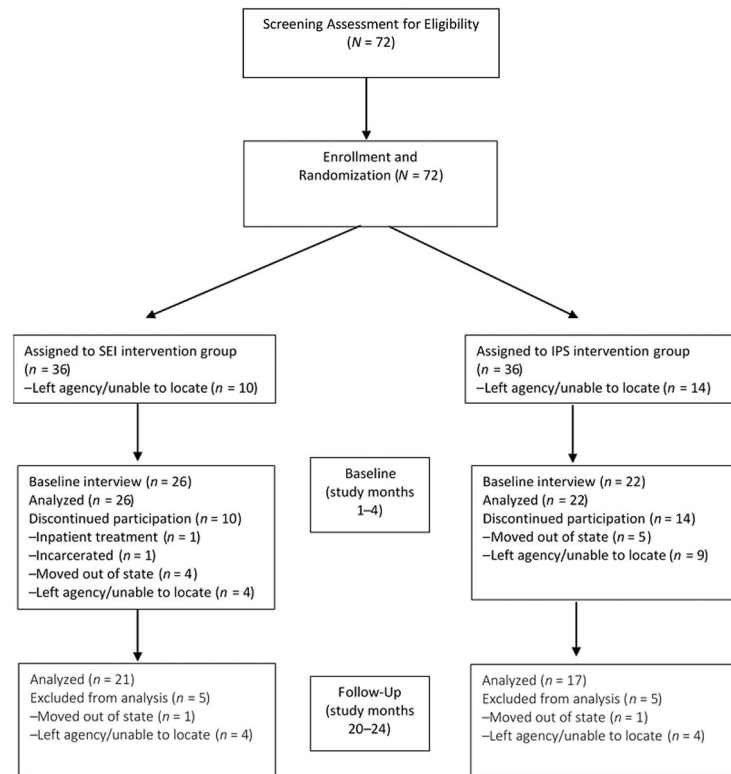 Screening Assessment for Eligibility
(N = 72)
Enrollment and
Randomization (N = 72)
Assigned to SEI intervention group
(n = 36)
–Left agency/unable to locate (n = 10)
Assigned to IPS intervention group
(n = 36)
–Left agency/unable to locate (n = 14)
Baseline interview (n = 26)
Analyzed (n = 26)
Discontinued participation (n = 10)
–Inpatient treatment (n = 1)
–Incarcerated (n = 1)
–Moved out of state (n = 4)
–Left agency/unable to locate (n = 4)
Baseline
(study months
1–4)
Baseline interview (n = 22)
Analyzed (n = 22)
Discontinued participation (n = 14)
–Moved out of state (n = 5)
–Left agency/unable to locate (n = 9)
Analyzed (n = 21)
Excluded from analysis (n = 5)
–Moved out of state (n = 1)
–Left agency/unable to locate (n = 4)
Follow-Up
(study months
20–24)
Analyzed (n = 17)
Excluded from analysis (n = 5)
–Moved out of state (n = 1)
–Left agency/unable to locate (n = 4)